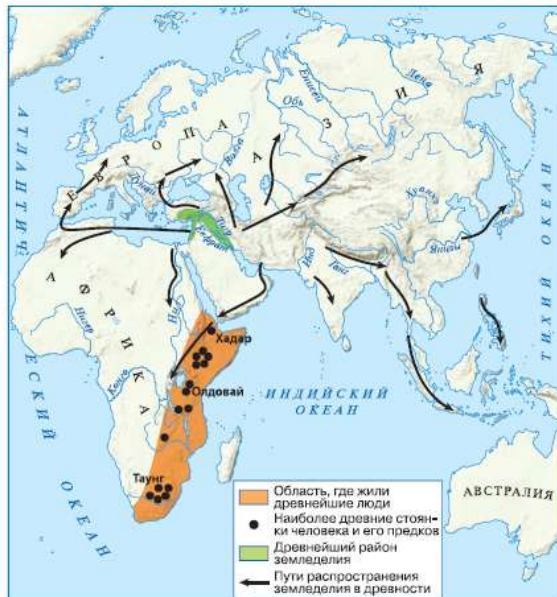 АТЛАНТИЧ
ЕСКИЙ ОКЕАН
ЕВРОПА
АЗИЯ
АФРИКА
ТИХИЙ ОКЕАН
Енисей
Лена
Обь
Волга
Дунай
Тигр
Евфрат
Хуанхэ
Янцзы
Инд
Ганг
Нил
Нигер
Конго
Хадар
Олдовай
Таунг
ИНДИЙСКИЙ
ОКЕАН
АВСТРАЛИЯ
Область, где жили
древнейшие люди
Наиболее древние стоян-
ки человека и его предков
Древнейший район
земледелия
Пути распространения
земледелия в древности